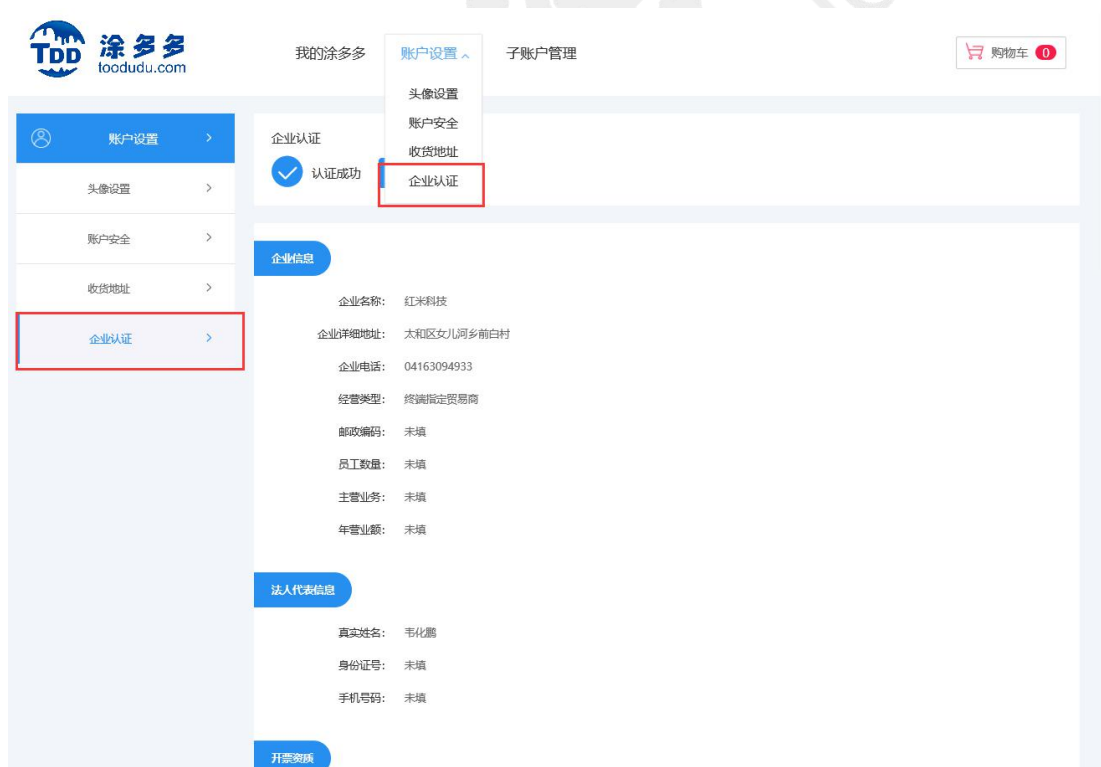 TDD 涂多多
toodudu.com
我的涂多多 账户设置 子账户管理 购物车 0
头像设置
账户安全
收货地址
企业认证
账户设置
头像设置
账户安全
收货地址
企业认证
企业认证
认证成功
企业信息
企业名称: 红米科技
企业详细地址: 太和区女儿河乡前白村
企业电话: 04163094933
经营类型: 终端指定贸易商
邮政编码: 未填
员工数量: 未填
主营业务: 未填
年营业额: 未填
法人代表信息
真实姓名: 韦化鹏
身份证号: 未填
手机号码: 未填
开票资质